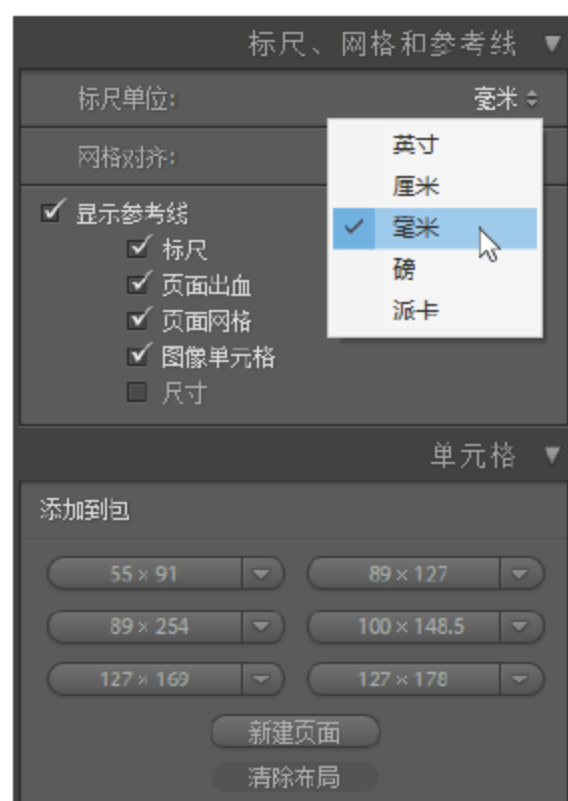 标尺、网格和参考线 ▼
标尺单位: 毫米
英寸
网格对齐:
厘米
毫米
磅
派卡
显示参考线
标尺
页面出血
页面网格
图像单元格
尺寸
单元格 ▼
添加到包
55 × 91 89 × 127
89 × 254 100 × 148.5
127 × 169 127 × 178
新建页面
清除布局